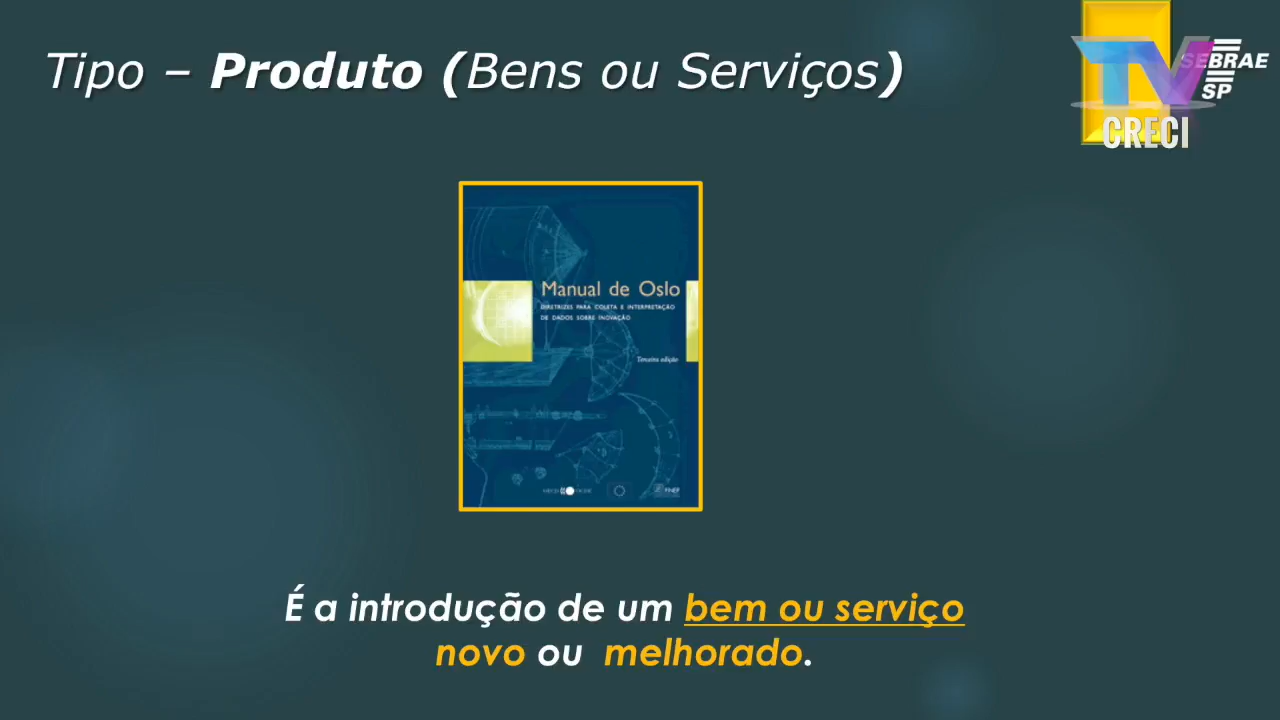 Tipo – Produto (Bens ou Serviços)
SEBRAE
SP
TV
CRECI
Manual de Oslo
DIRETRIZES PARA COLETA E INTERPRETAÇÃO
DE DADOS SOBRE INOVAÇÃO
Terceira edição
FINEP
É a introdução de um bem ou serviço
novo ou melhorado.